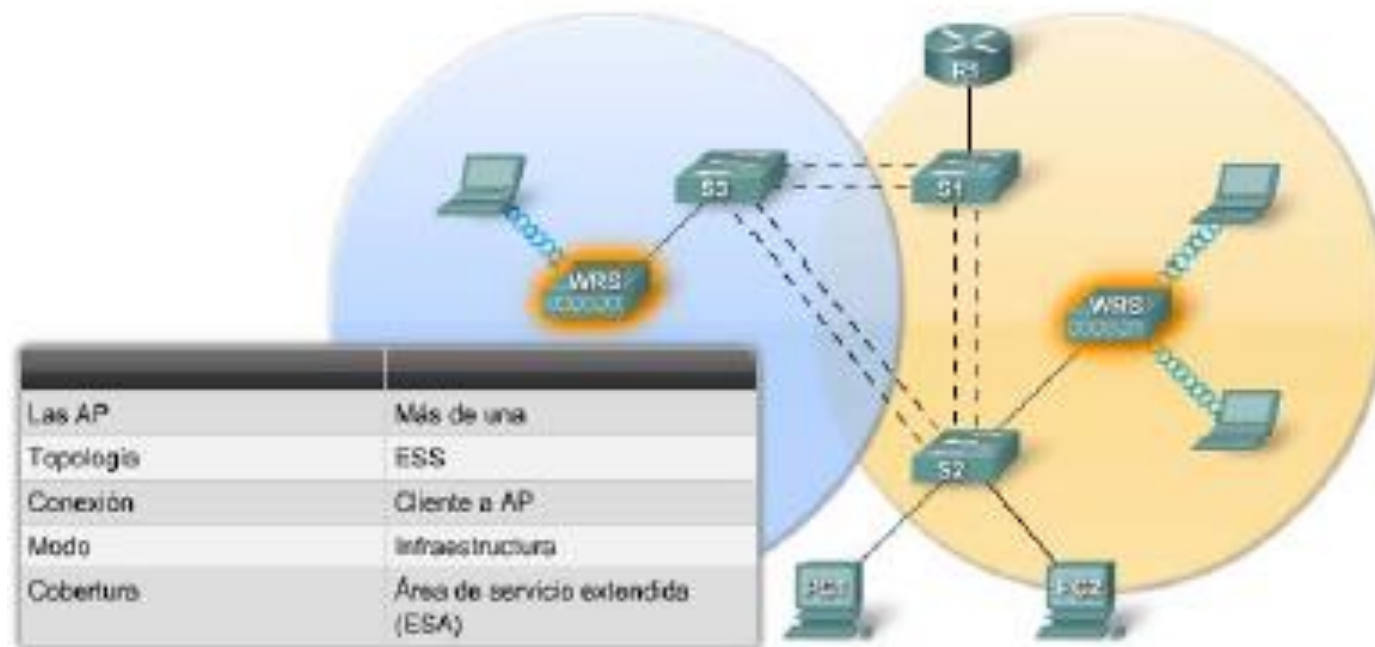 R1
S3
S1
WRS
WRS
S2
PC1
PC2
Las AP Más de una
Topología ESS
Conexión Cliente a AP
Modo Infraestructura
Cobertura Área de servicio extendida
(ESA)